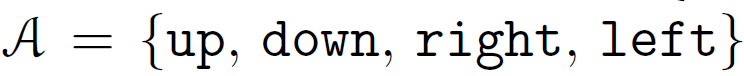 𝒜 = {up, down, right, left}